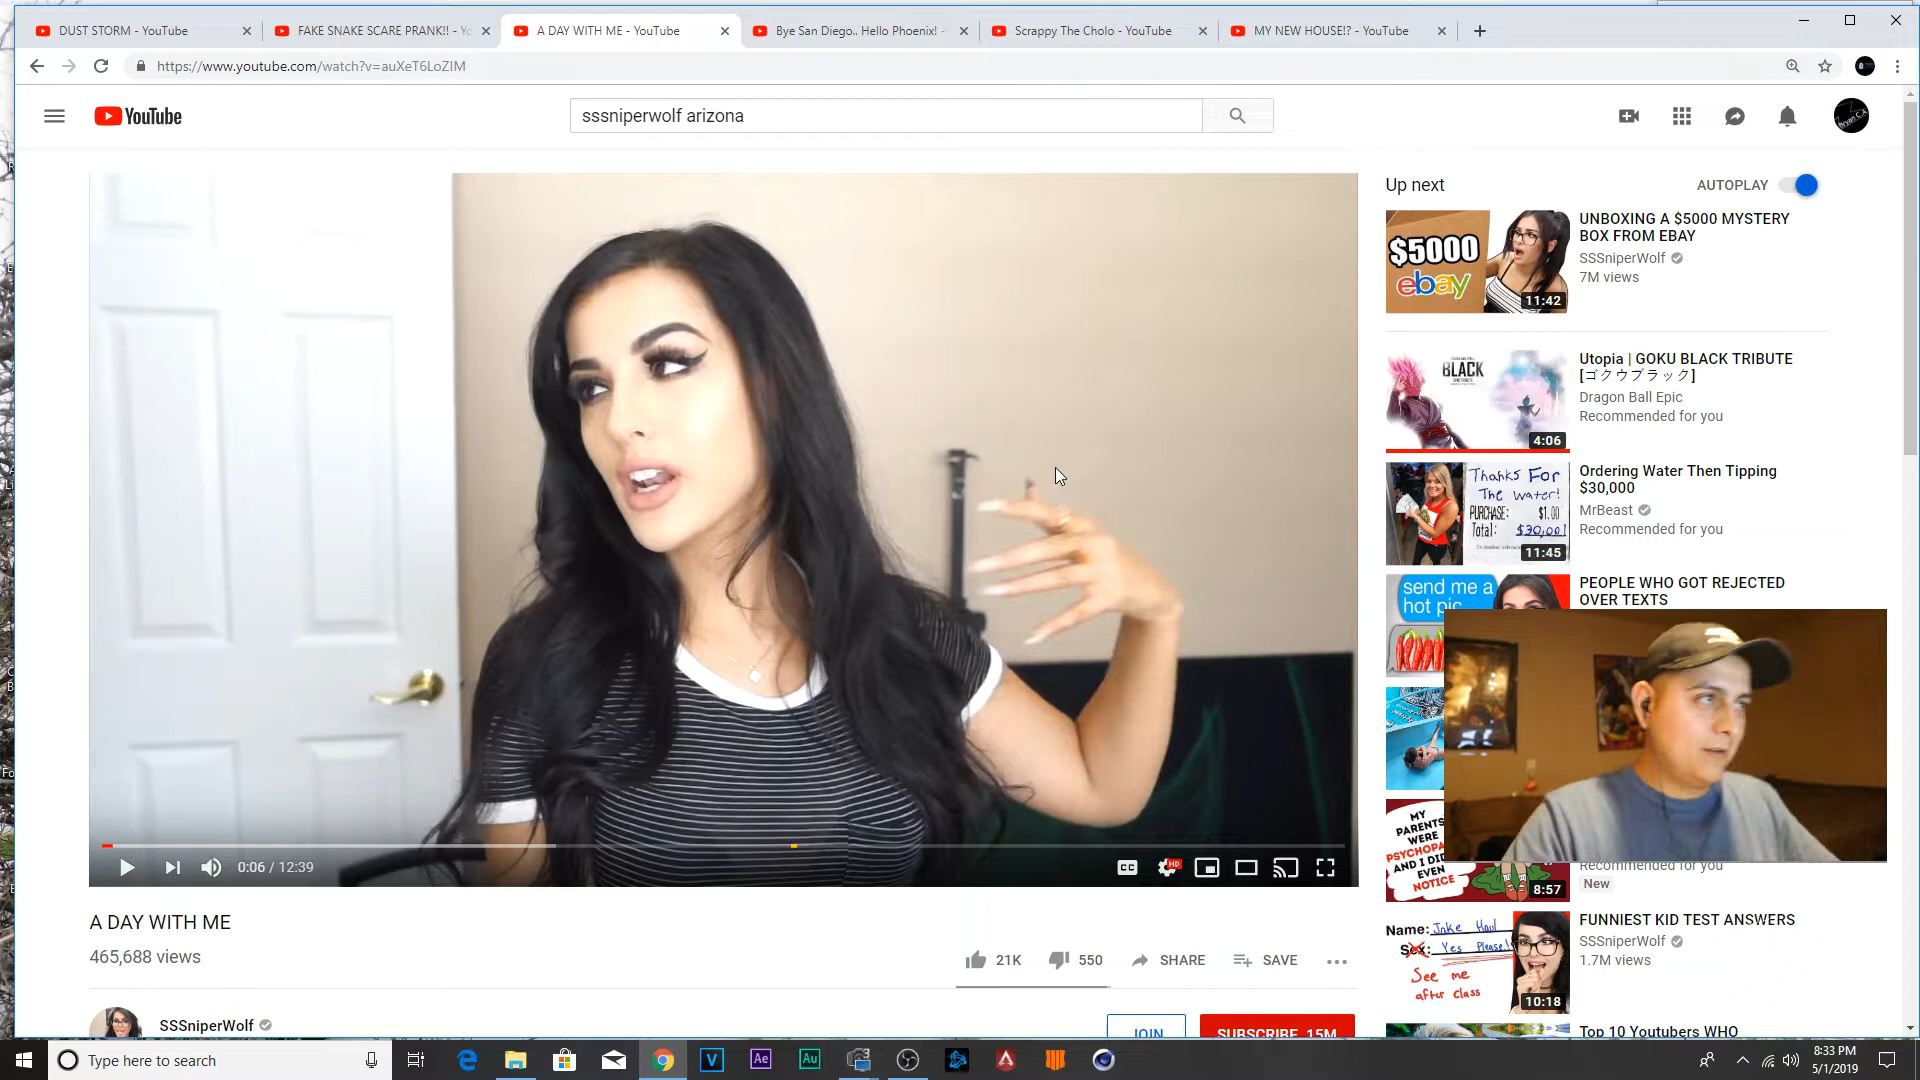 DUST STORM - YouTube
FAKE SNAKE SCARE PRANK!! - Yo
A DAY WITH ME - YouTube
Bye San Diego.. Hello Phoenix! -
Scrappy The Cholo - YouTube
MY NEW HOUSE!? - YouTube
https://www.youtube.com/watch?v=auXeT6LoZIM
YouTube
sssniperwolf arizona
Bryan C.K
Up next
AUTOPLAY
$5000
ebay
11:42
UNBOXING A $5000 MYSTERY
BOX FROM EBAY
SSSniperWolf
7M views
BLACK
4:06
Utopia | GOKU BLACK TRIBUTE
[ゴクウブラック]
Dragon Ball Epic
Recommended for you
Thanks For
The Water!
PURCHASE: $1.00
Total: $30,001
11:45
Ordering Water Then Tipping
$30,000
MrBeast
Recommended for you
send me a
hot pic
PEOPLE WHO GOT REJECTED
OVER TEXTS
MY
PARENTS
WERE
PSYCHOPA
AND I DI
EVEN
NOTICE
8:57
Recommended for you
New
Name: Jake Haul
Sex: Yes Please!
See me
after class
10:18
FUNNIEST KID TEST ANSWERS
SSSniperWolf
1.7M views
Top 10 Youtubers WHO
0:06 / 12:39
CC
HD
A DAY WITH ME
465,688 views
21K
550
SHARE
SAVE
SSSniperWolf
JOIN
SUBSCRIBE 15M
Type here to search
V
Ae
Au
8:33 PM
5/1/2019